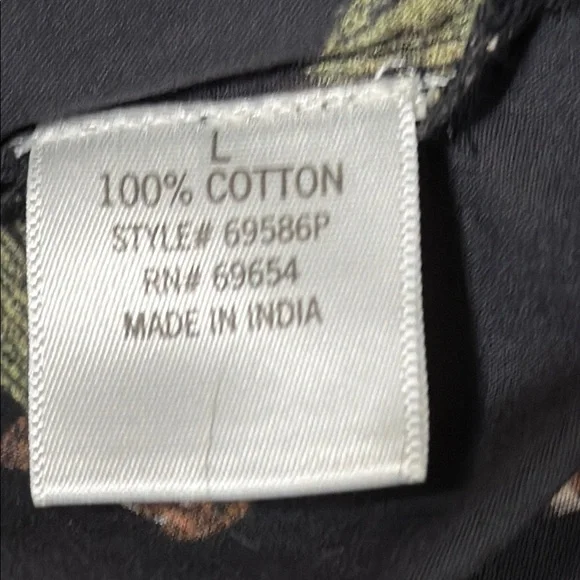 L
100% COTTON
STYLE# 69586P
RN# 69654
MADE IN INDIA